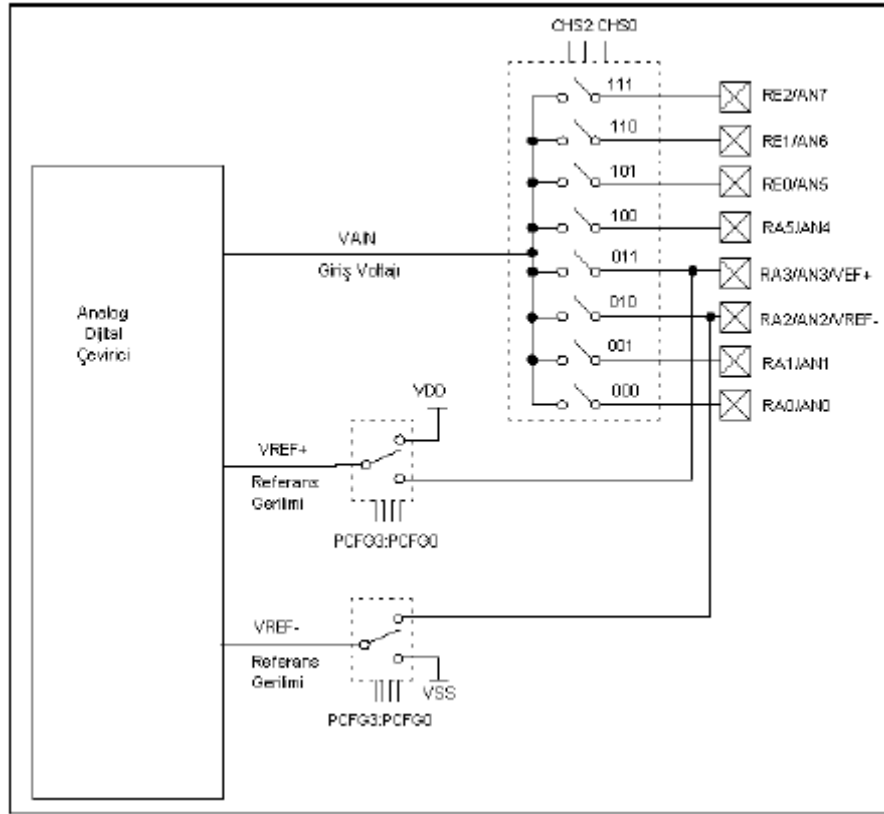 CHS2:CHS0
111
RE2/AN7
110
RE1/AN6
101
RE0/AN5
100
RA5/AN4
011
RA3/AN3/VEF+
010
RA2/AN2/VREF-
001
RA1/AN1
000
RA0/AN0
VAIN
Giriş Voltajı
Analog
Dijital
Çevirici
VDD
VREF+
Referans
Gerilimi
PCFG3:PCFG0
VREF-
Referans
Gerilimi
VSS
PCFG3:PCFG0